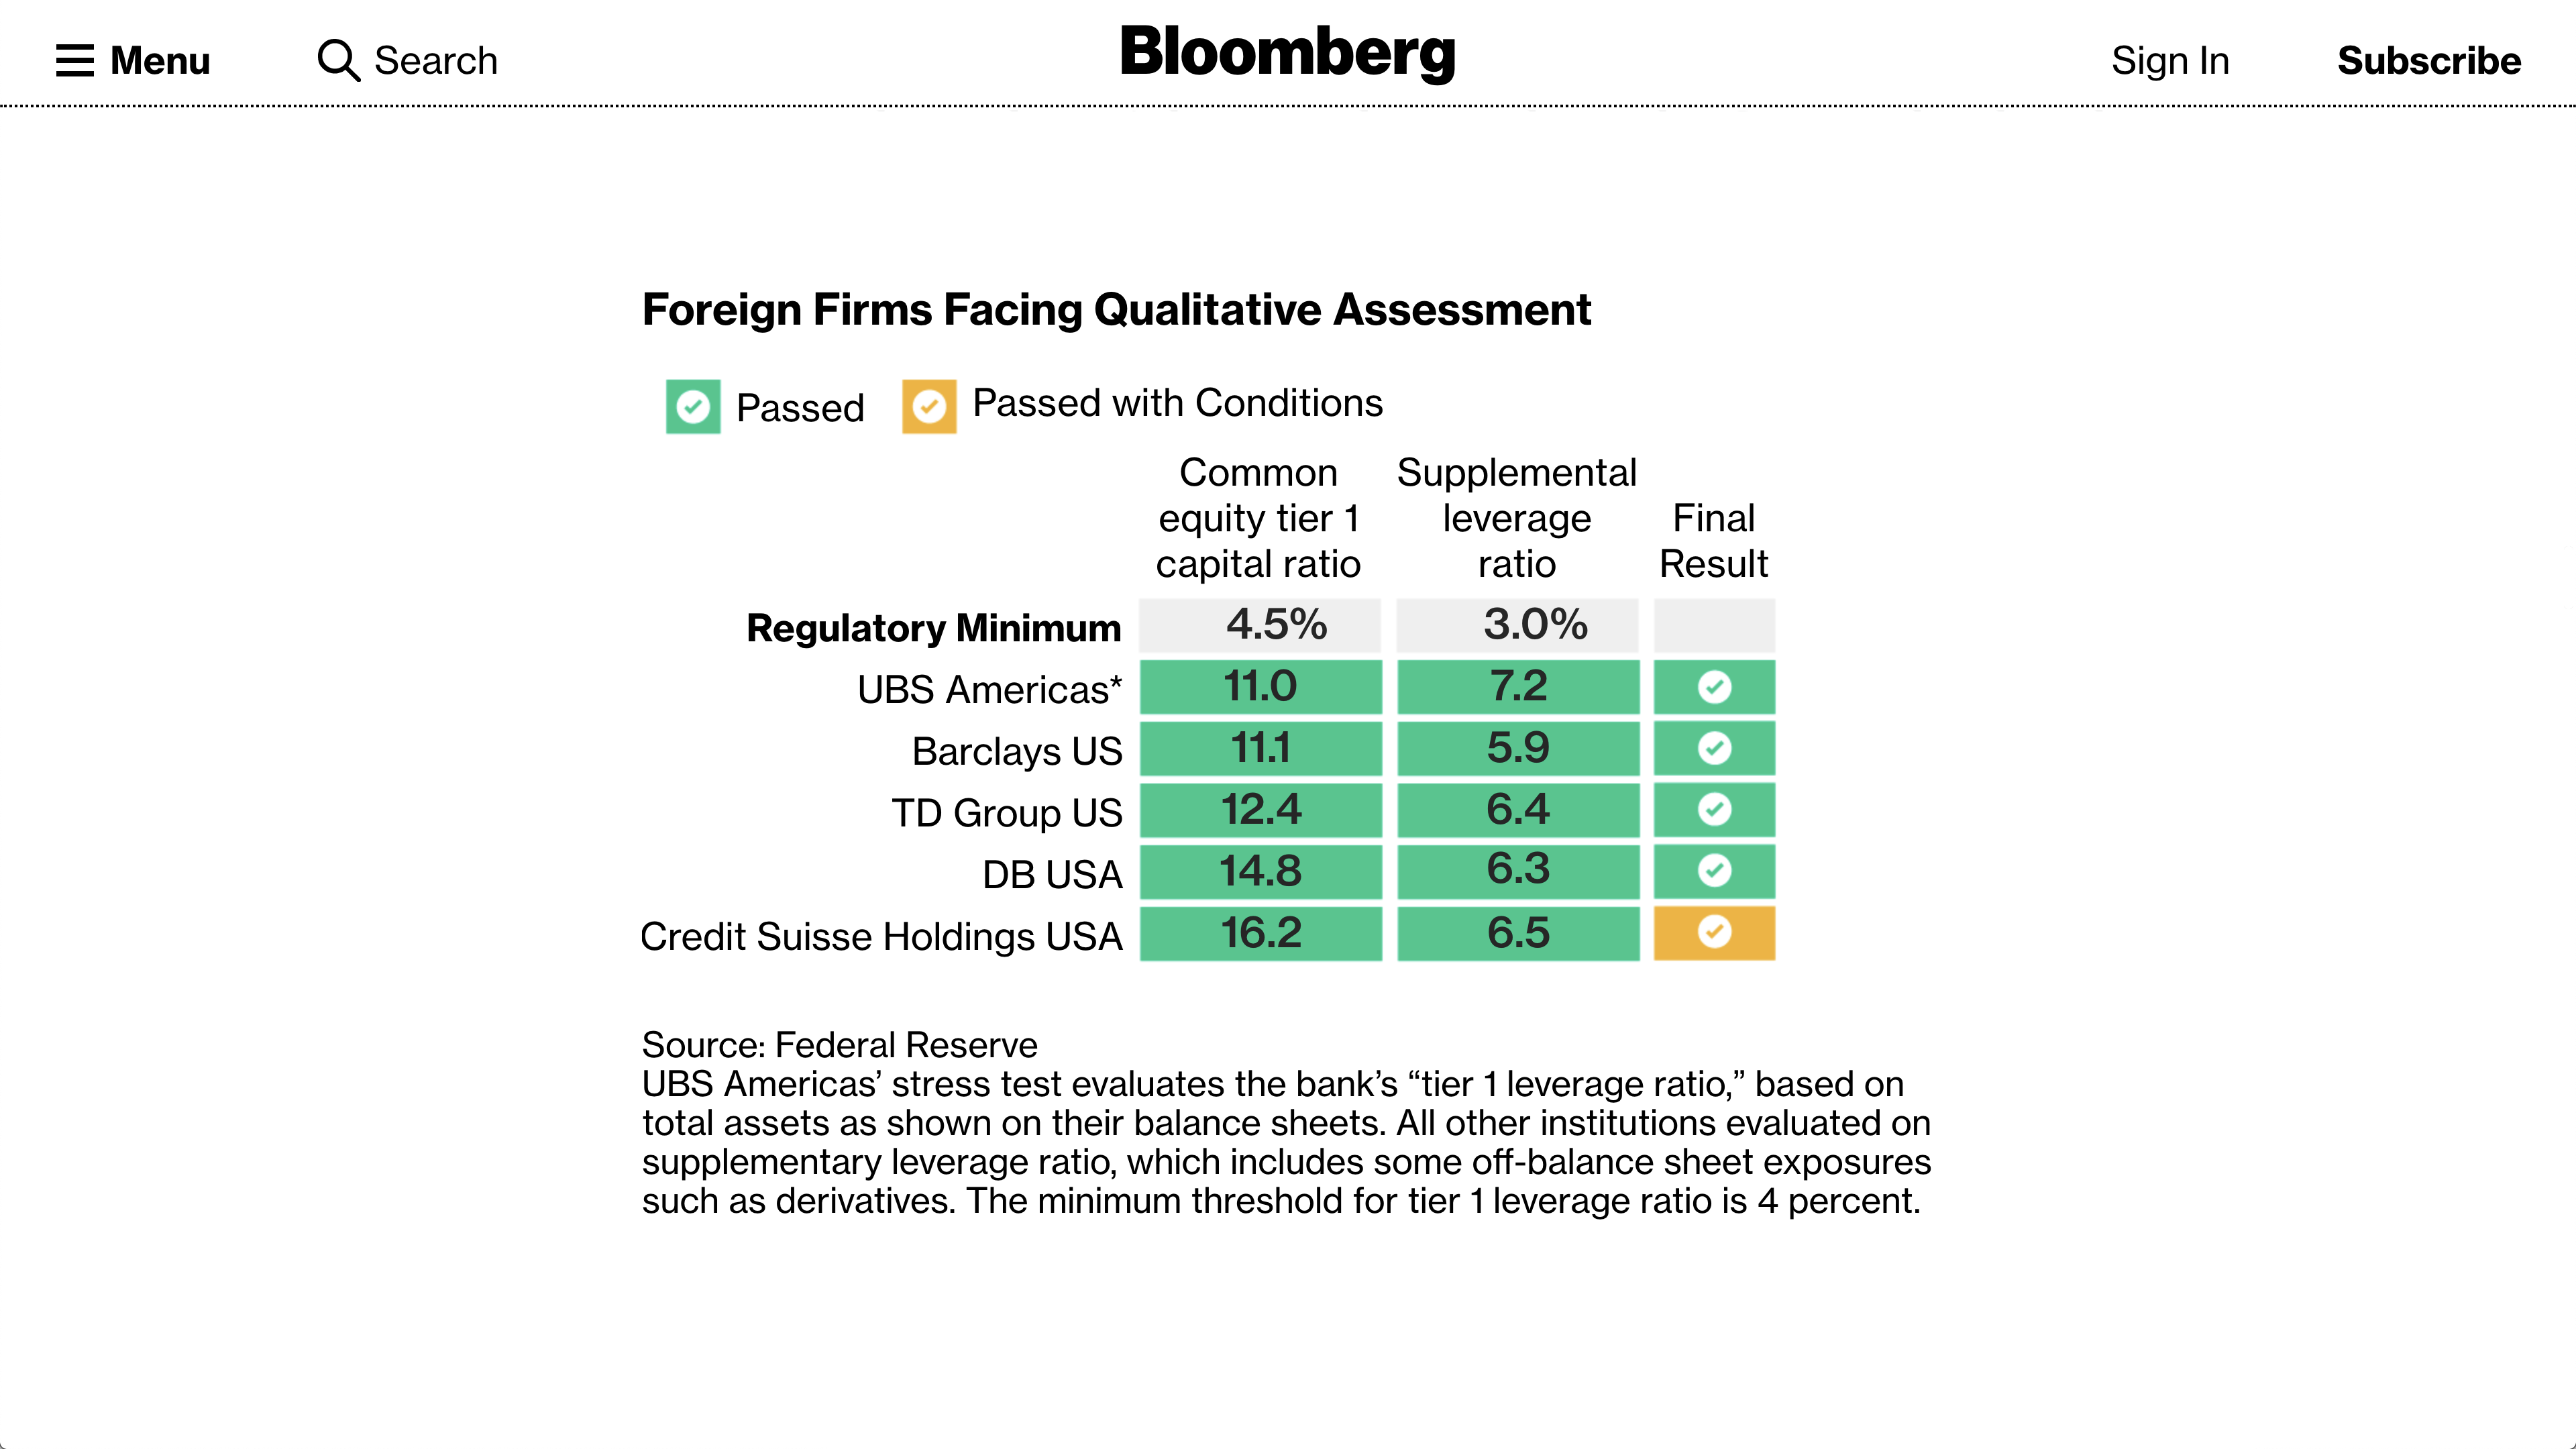 Menu
Search
Bloomberg
Sign In
Subscribe
Foreign Firms Facing Qualitative Assessment
Passed
Passed with Conditions
Common
equity tier 1
capital ratio
Supplemental
leverage
ratio
Final
Result
Regulatory Minimum 4.5% 3.0%
UBS Americas* 11.0 7.2
Barclays US 11.1 5.9
TD Group US 12.4 6.4
DB USA 14.8 6.3
Credit Suisse Holdings USA 16.2 6.5
Source: Federal Reserve
UBS Americas’ stress test evaluates the bank’s “tier 1 leverage ratio,” based on
total assets as shown on their balance sheets. All other institutions evaluated on
supplementary leverage ratio, which includes some off-balance sheet exposures
such as derivatives. The minimum threshold for tier 1 leverage ratio is 4 percent.